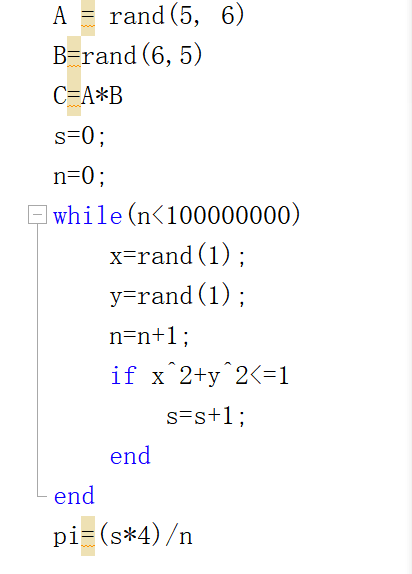 A = rand(5, 6)
B=rand(6,5)
C=A*B
s=0;
n=0;
while(n<100000000)
    x=rand(1);
    y=rand(1);
    n=n+1;
    if x^2+y^2<=1
        s=s+1;
    end
end
pi=(s*4)/n